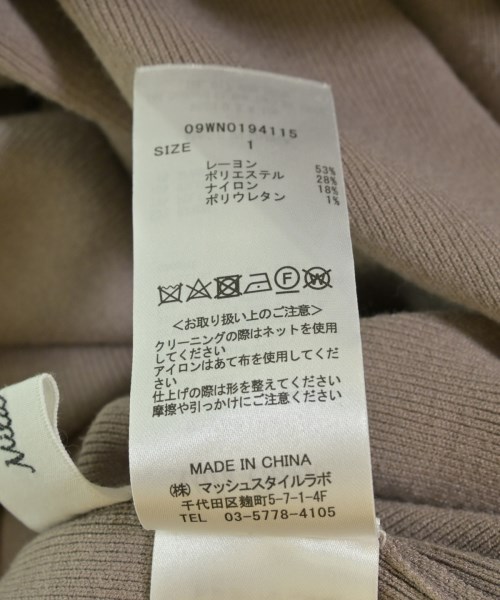 09WN0194115
SIZE 1
レーヨン 53%
ポリエステル 28%
ナイロン 18%
ポリウレタン 1%
F
W
<お取り扱い上のご注意>
クリーニングの際はネットを使用
してください
アイロンはあて布を使用してくだ
さい
仕上げの際は形を整えてください
摩擦や引っかけにご注意ください
MADE IN CHINA
(株) マッシュスタイルラボ
千代田区麹町5-7-1-4F
TEL 03-5778-4105